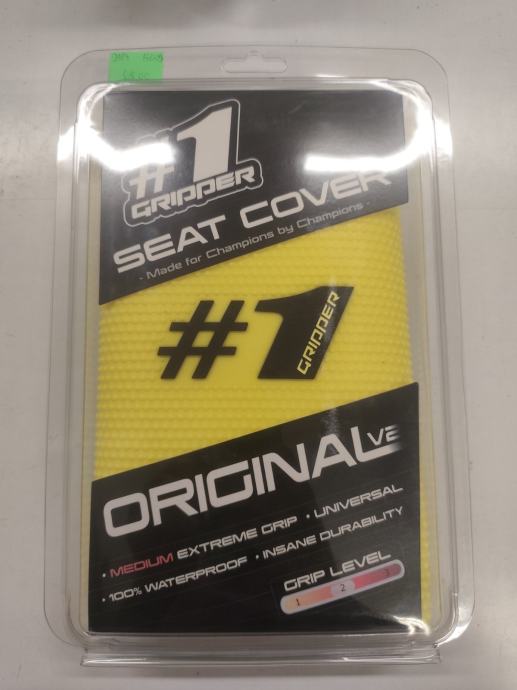 #1
GRIPPER
SEAT COVER
- Made for Champions by Champions -
#1
GRIPPER
ORIGINAL V2
· MEDIUM EXTREME GRIP · UNIVERSAL
· 100% WATERPROOF · INSANE DURABILITY
GRIP LEVEL
1 2 3